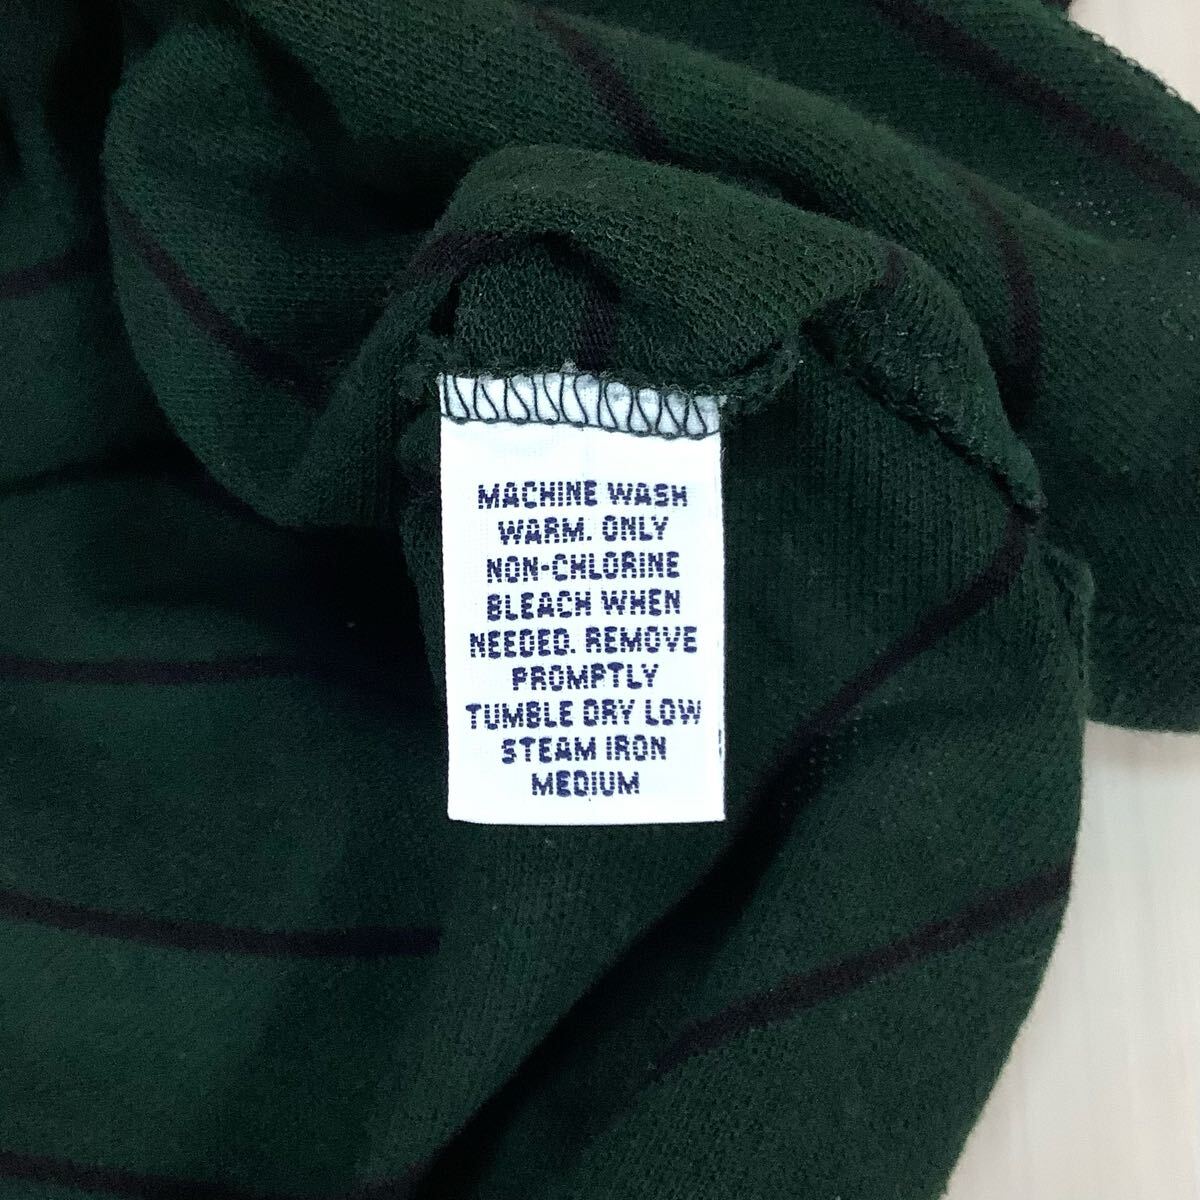 MACHINE WASH
WARM. ONLY
NON-CHLORINE
BLEACH WHEN
NEEDED. REMOVE
PROMPTLY
TUMBLE DRY LOW
STEAM IRON
MEDIUM